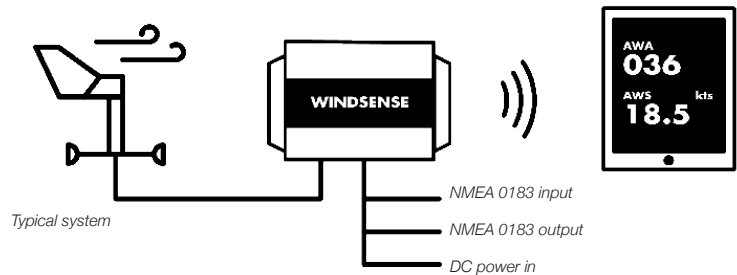 AWA
036
AWS kts
18.5
WINDSENSE
NMEA 0183 input
Typical system
NMEA 0183 output
DC power in